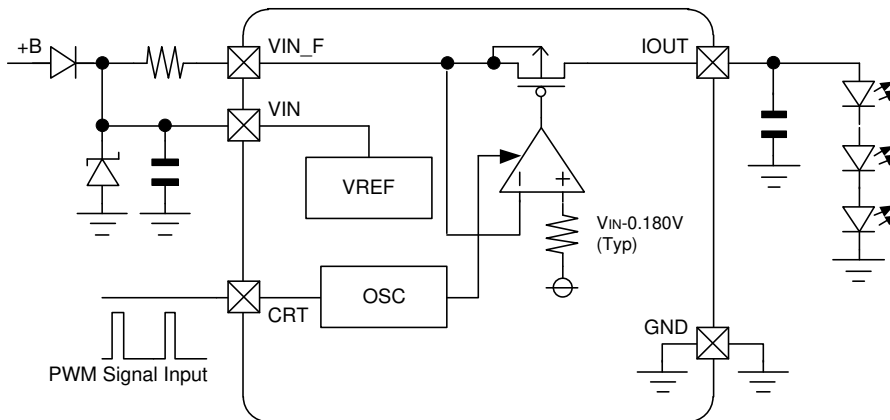 +B
VIN_F
IOUT
VIN
VREF
VIN-0.180V
(Typ)
OSC
CRT
GND
PWM Signal Input